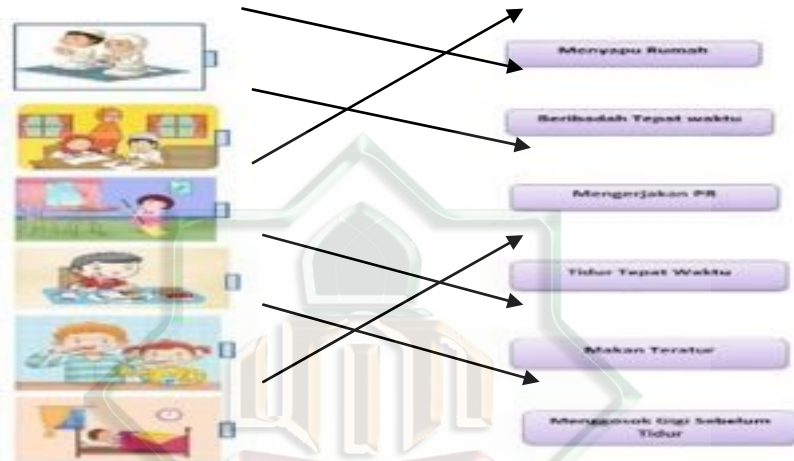 Menyapu Rumah
Beribadah Tepat waktu
Mengerjakan PR
Tidur Tepat Waktu
Makan Teratur
Menggosok Gigi Sebelum
Tidur